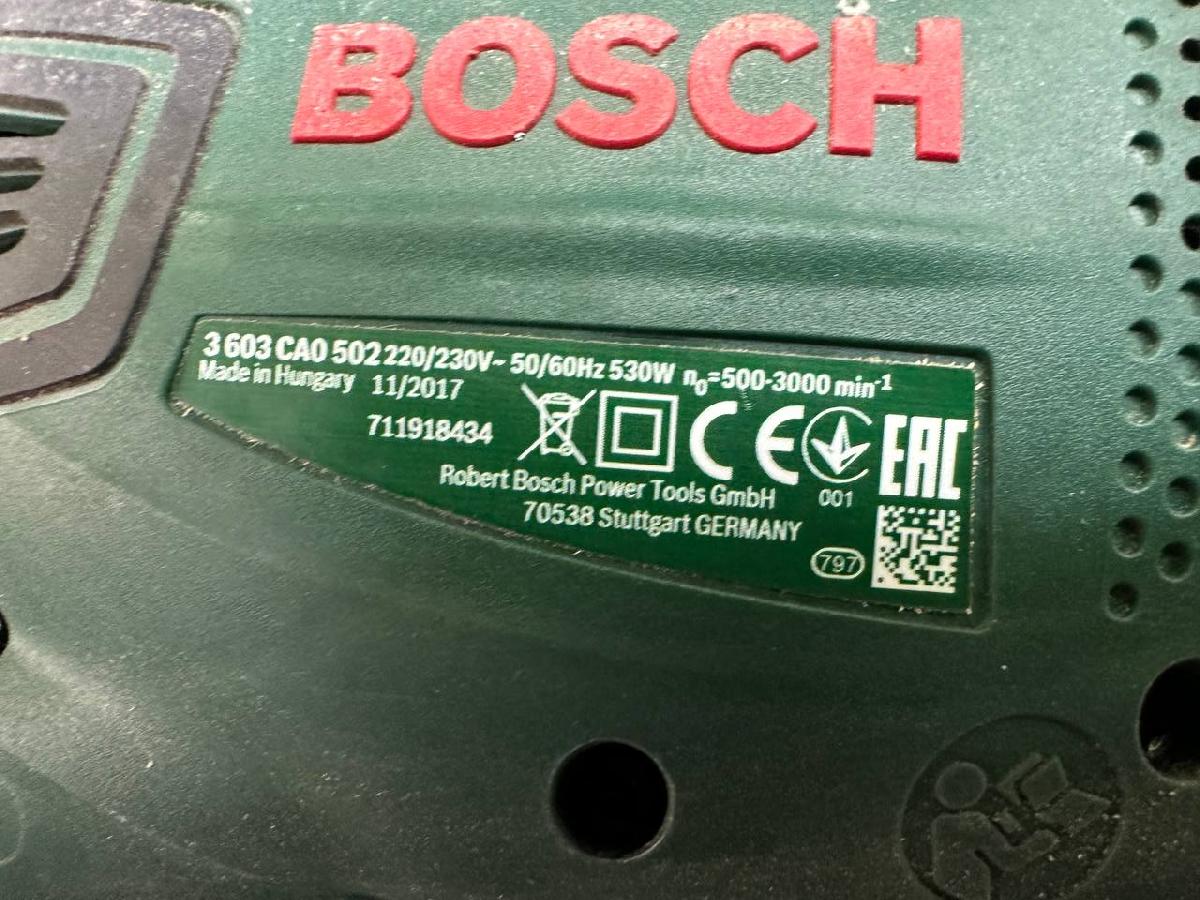 BOSCH
3 603 CA0 502 220/230V~ 50/60Hz 530W n₀=500-3000 min⁻¹
Made in Hungary 11/2017
711918434
CE
EAC
Robert Bosch Power Tools GmbH
001
70538 Stuttgart GERMANY
797